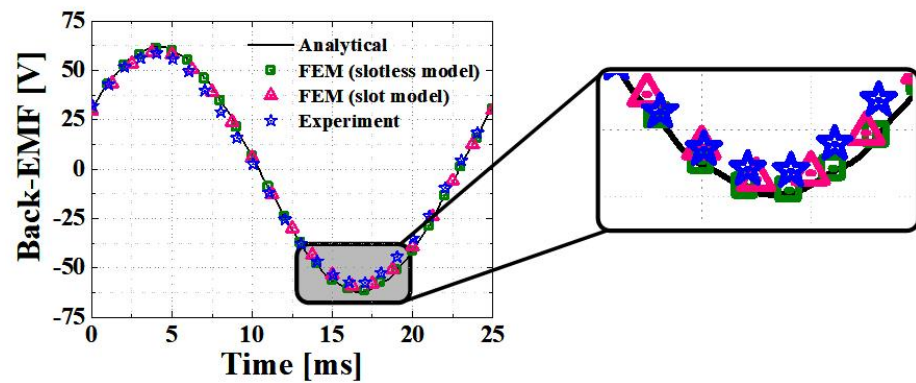 Back-EMF [V]
75
50
25
0
-25
-50
-75
Analytical
FEM (slotless model)
FEM (slot model)
Experiment
0 5 10 15 20 25
Time [ms]